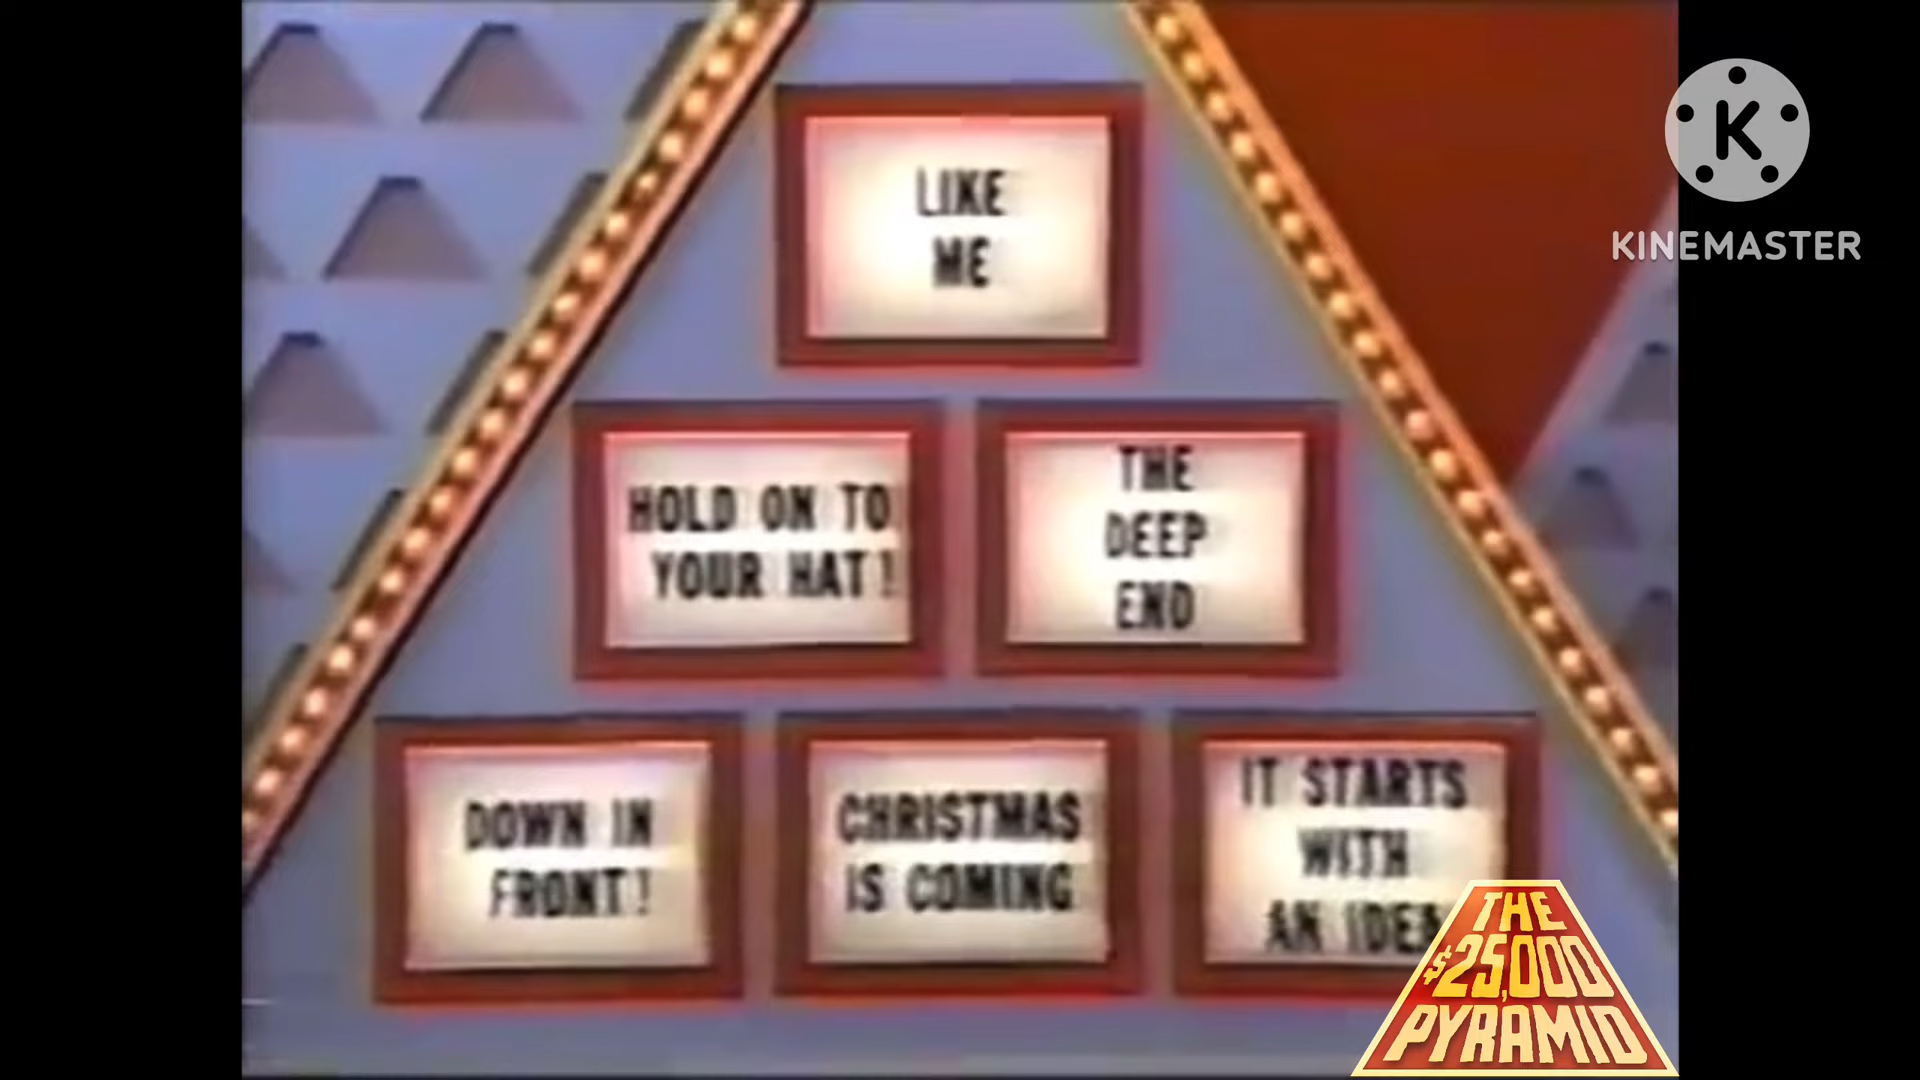 LIKE
ME
K
KINEMASTER
HOLD ON TO
YOUR HAT!
THE
DEEP
END
DOWN IN
FRONT!
CHRISTMAS
IS COMING
IT STARTS
WITH
AN IDEA
THE
$25,000
PYRAMID